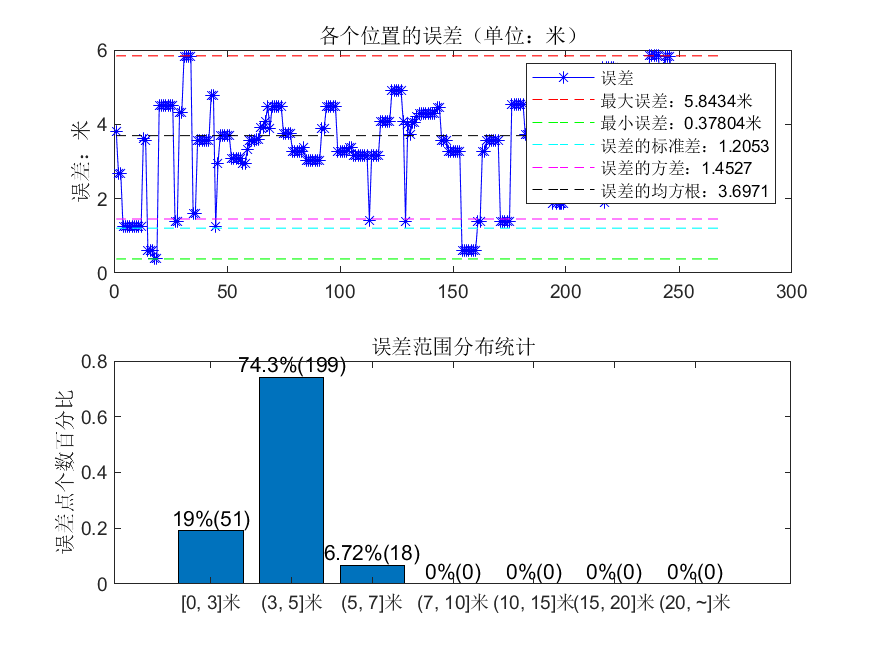 各个位置的误差（单位：米）
误差：米
6
4
2
0
0 50 100 150 200 250 300
误差
最大误差：5.8434米
最小误差：0.37804米
误差的标准差：1.2053
误差的方差：1.4527
误差的均方根：3.6971
误差范围分布统计
误差点个数百分比
0.8
0.6
0.4
0.2
0
19%(51)
74.3%(199)
6.72%(18)
0%(0)
0%(0)
0%(0)
0%(0)
[0, 3]米 (3, 5]米 (5, 7]米 (7, 10]米 (10, 15]米 (15, 20]米 (20, ~]米